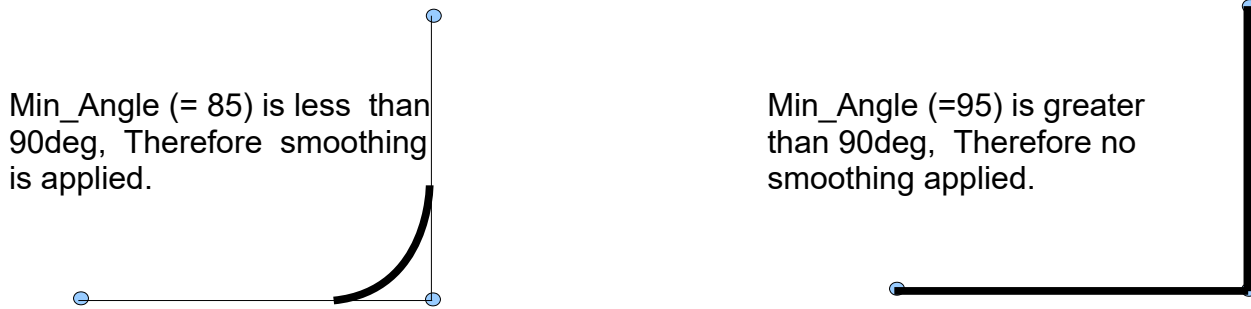 Min_Angle (= 85) is less  than
90deg,  Therefore  smoothing
is applied.
Min_Angle (=95) is greater
than 90deg,  Therefore no
smoothing applied.